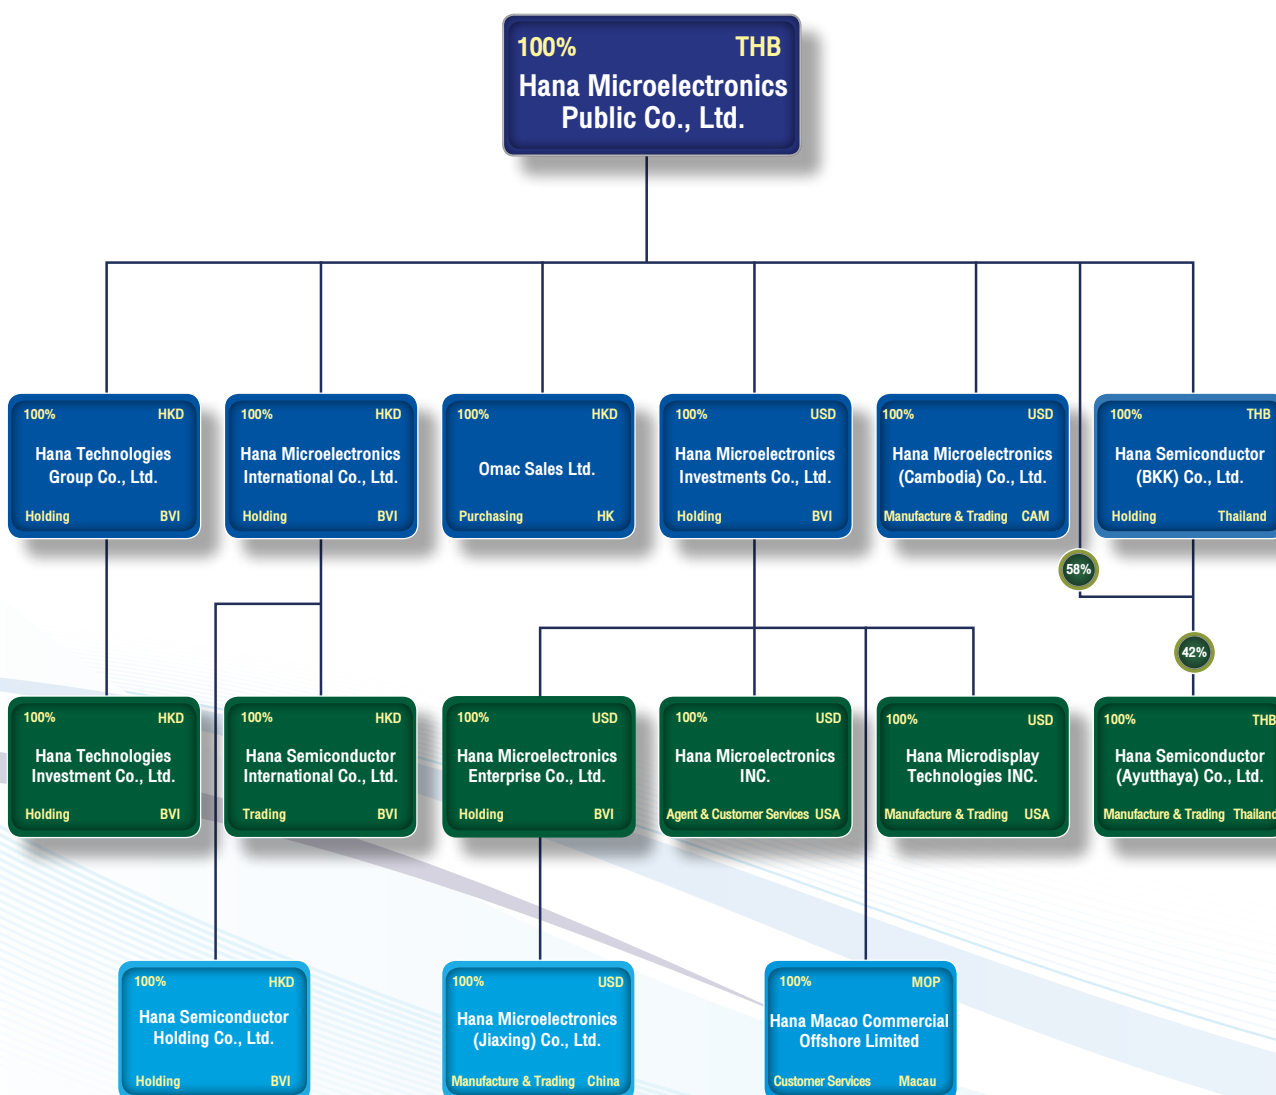 100% THB
Hana Microelectronics
Public Co., Ltd.
100% HKD
Hana Technologies
Group Co., Ltd.
Holding BVI
100% HKD
Hana Microelectronics
International Co., Ltd.
Holding BVI
100% HKD
Omac Sales Ltd.
Purchasing HK
100% USD
Hana Microelectronics
Investments Co., Ltd.
Holding BVI
100% USD
Hana Microelectronics
(Cambodia) Co., Ltd.
Manufacture & Trading CAM
100% THB
Hana Semiconductor
(BKK) Co., Ltd.
Holding Thailand
58%
42%
100% HKD
Hana Technologies
Investment Co., Ltd.
Holding BVI
100% HKD
Hana Semiconductor
International Co., Ltd.
Trading BVI
100% USD
Hana Microelectronics
Enterprise Co., Ltd.
Holding BVI
100% USD
Hana Microelectronics
INC.
Agent & Customer Services USA
100% USD
Hana Microdisplay
Technologies INC.
Manufacture & Trading USA
100% THB
Hana Semiconductor
(Ayutthaya) Co., Ltd.
Manufacture & Trading Thailand
100% HKD
Hana Semiconductor
Holding Co., Ltd.
Holding BVI
100% USD
Hana Microelectronics
(Jiaxing) Co., Ltd.
Manufacture & Trading China
100% MOP
Hana Macao Commercial
Offshore Limited
Customer Services Macau